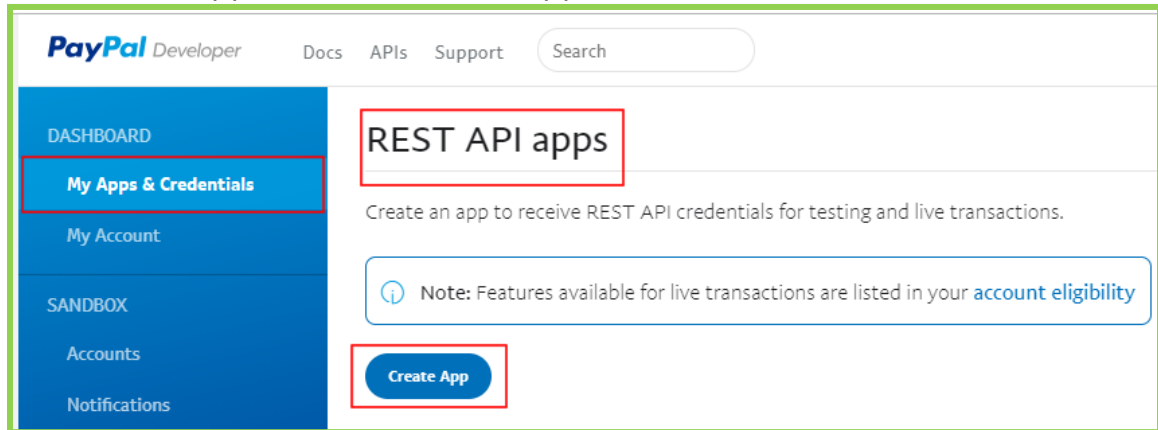 PayPal Developer Docs APIs Support Search
DASHBOARD
My Apps & Credentials
My Account
SANDBOX
Accounts
Notifications
REST API apps
Create an app to receive REST API credentials for testing and live transactions.
Note: Features available for live transactions are listed in your account eligibility
Create App